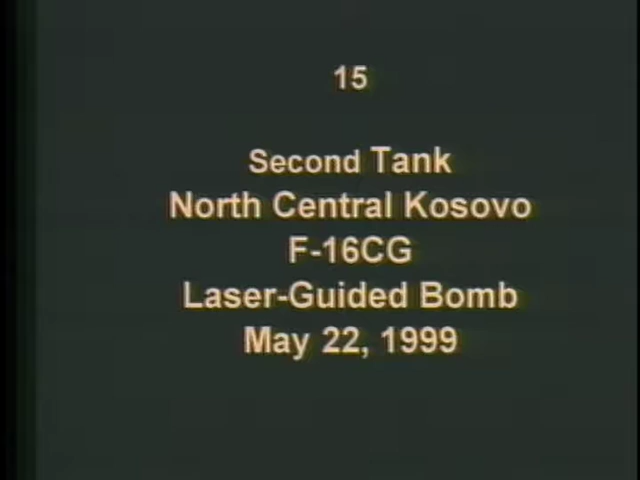 15
Second Tank
North Central Kosovo
F-16CG
Laser-Guided Bomb
May 22, 1999